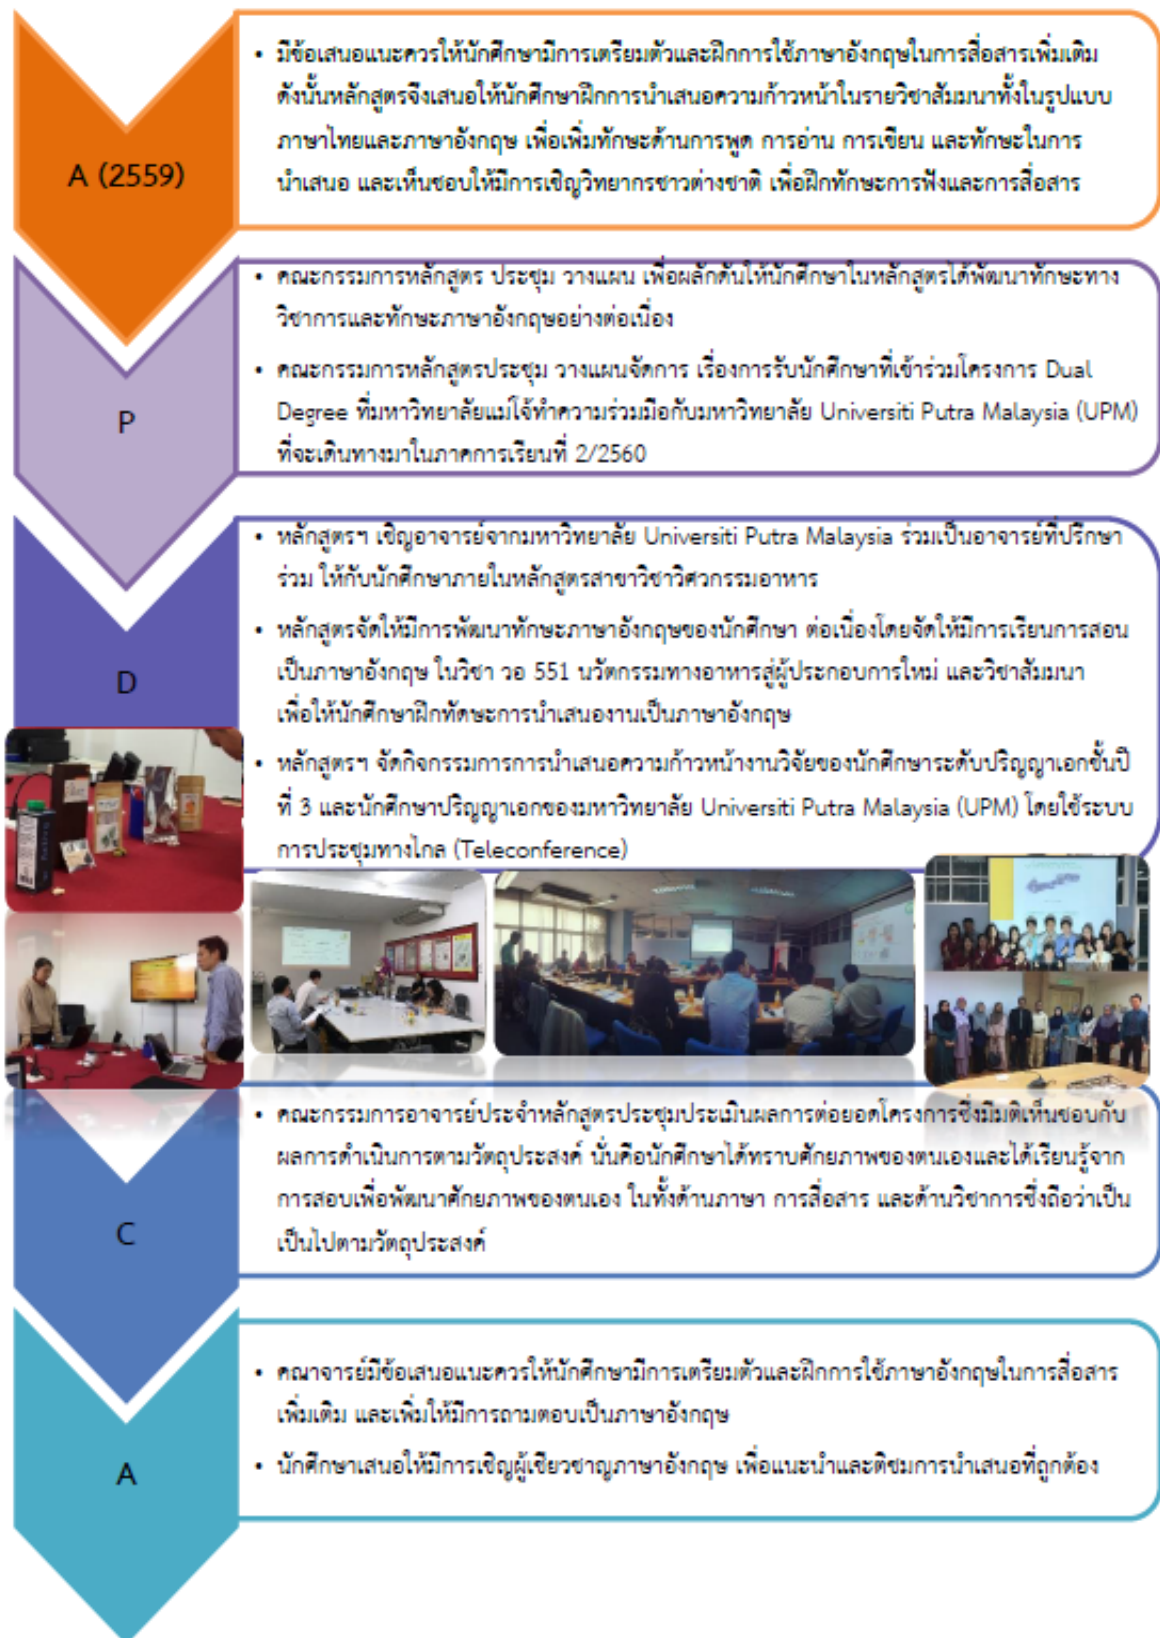 A (2559)
• มีข้อเสนอแนะควรให้นักศึกษามีการเตรียมตัวและฝึกการใช้ภาษาอังกฤษในการสื่อสารเพิ่มเติม
ดังนั้นหลักสูตรจึงเสนอให้นักศึกษาฝึกการนำเสนอความก้าวหน้าในรายวิชาสัมมนาทั้งในรูปแบบ
ภาษาไทยและภาษาอังกฤษ เพื่อเพิ่มทักษะด้านการพูด การอ่าน การเขียน และทักษะในการ
นำเสนอ และเห็นชอบให้มีการเชิญวิทยากรชาวต่างชาติ เพื่อฝึกทักษะการฟังและการสื่อสาร
P
• คณะกรรมการหลักสูตร ประชุม วางแผน เพื่อผลักดันให้นักศึกษาในหลักสูตรได้พัฒนาทักษะทาง
วิชาการและทักษะภาษาอังกฤษอย่างต่อเนื่อง
• คณะกรรมการหลักสูตรประชุม วางแผนจัดการ เรื่องการรับนักศึกษาที่เข้าร่วมโครงการ Dual
Degree ที่มหาวิทยาลัยแม่โจ้ทำความร่วมมือกับมหาวิทยาลัย Universiti Putra Malaysia (UPM)
ที่จะเดินทางมาในภาคการเรียนที่ 2/2560
D
• หลักสูตรฯ เชิญอาจารย์จากมหาวิทยาลัย Universiti Putra Malaysia ร่วมเป็นอาจารย์ที่ปรึกษา
ร่วม ให้กับนักศึกษาภายในหลักสูตรสาขาวิชาวิศวกรรมอาหาร
• หลักสูตรจัดให้มีการพัฒนาทักษะภาษาอังกฤษของนักศึกษา ต่อเนื่องโดยจัดให้มีการเรียนการสอน
เป็นภาษาอังกฤษ ในวิชา วอ 551 นวัตกรรมทางอาหารสู่ผู้ประกอบการใหม่ และวิชาสัมมนา
เพื่อให้นักศึกษาฝึกทัดษะการนำเสนองานเป็นภาษาอังกฤษ
• หลักสูตรฯ จัดกิจกรรมการการนำเสนอความก้าวหน้างานวิจัยของนักศึกษาระดับปริญญาเอกชั้นปี
ที่ 3 และนักศึกษาปริญญาเอกของมหาวิทยาลัย Universiti Putra Malaysia (UPM) โดยใช้ระบบ
การประชุมทางไกล (Teleconference)
C
• คณะกรรมการอาจารย์ประจำหลักสูตรประชุมประเมินผลการต่อยอดโครงการซึ่งมีมติเห็นชอบกับ
ผลการดำเนินการตามวัตถุประสงค์ นั่นคือนักศึกษาได้ทราบศักยภาพของตนเองและได้เรียนรู้จาก
การสอบเพื่อพัฒนาศักยภาพของตนเอง ในทั้งด้านภาษา การสื่อสาร และด้านวิชาการซึ่งถือว่าเป็น
เป็นไปตามวัตถุประสงค์
A
• คณาจารย์มีข้อเสนอแนะควรให้นักศึกษามีการเตรียมตัวและฝึกการใช้ภาษาอังกฤษในการสื่อสาร
เพิ่มเติม และเพิ่มให้มีการถามตอบเป็นภาษาอังกฤษ
• นักศึกษาเสนอให้มีการเชิญผู้เชียวชาญภาษาอังกฤษ เพื่อแนะนำและติชมการนำเสนอที่ถูกต้อง